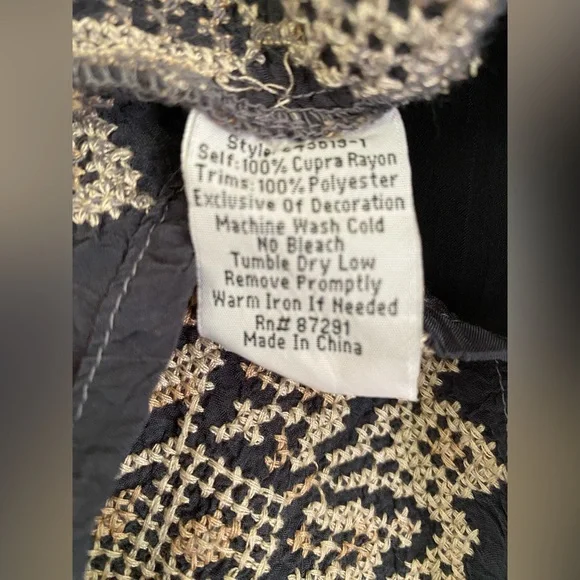 Style:
Self:100% Cupra Rayon
Trims:100% Polyester
Exclusive Of Decoration
Machine Wash Cold
No Bleach
Tumble Dry Low
Remove Promptly
Warm Iron If Needed
Rn# 87291
Made In China